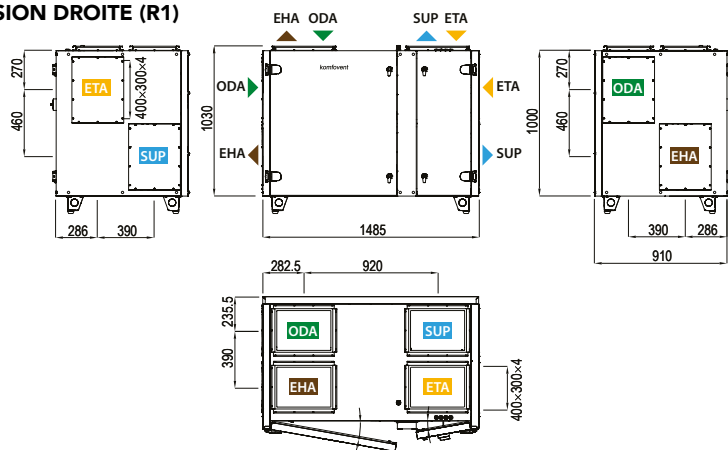 SION DROITE (R1)
EHA ODA SUP ETA
270
460
ETA
400×300×4
SUP
286 390
1030
komfovent
ODA
EHA
ETA
SUP
1485
1000
270
460
ODA
EHA
390 286
910
282.5 920
235.5
390
ODA SUP
EHA ETA
400×300×4